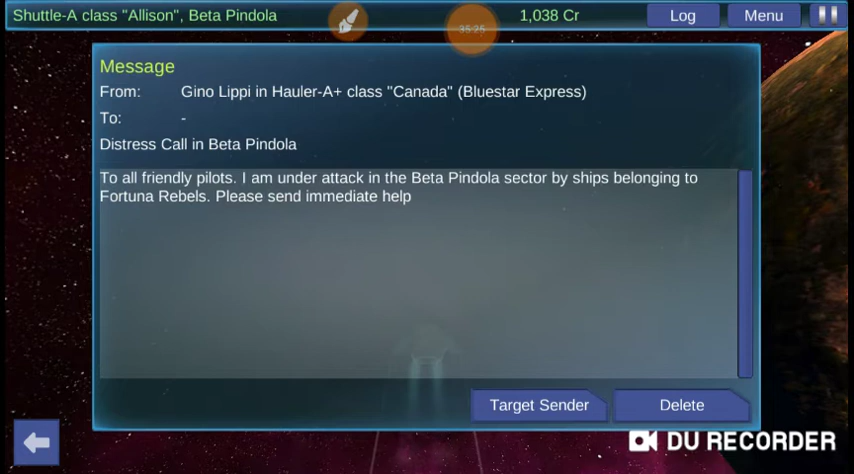 Shuttle-A class "Allison", Beta Pindola 35:25 1,038 Cr Log Menu
Message
From: Gino Lippi in Hauler-A+ class "Canada" (Bluestar Express)
To: -
Distress Call in Beta Pindola
To all friendly pilots. I am under attack in the Beta Pindola sector by ships belonging to
Fortuna Rebels. Please send immediate help
Target Sender Delete
DU RECORDER